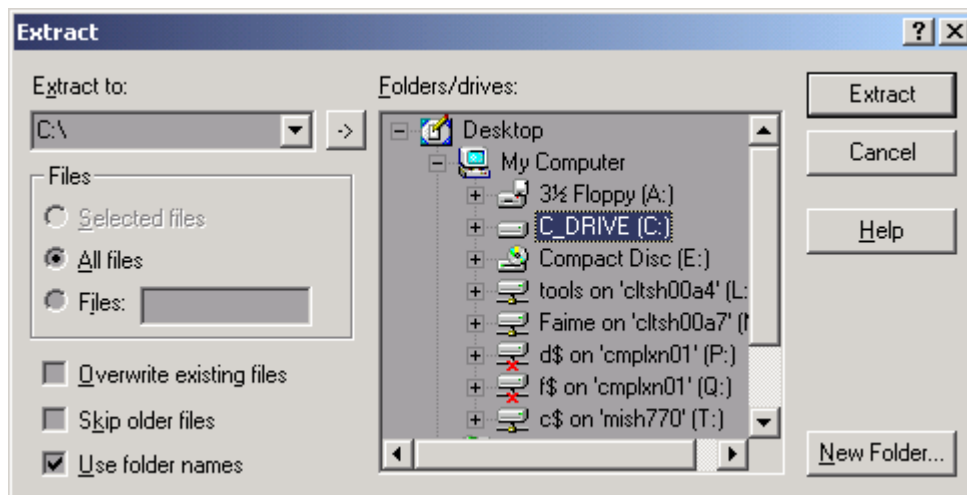 Extract
Extract to:
C:\
->
Files
Selected files
All files
Files:
Overwrite existing files
Skip older files
Use folder names
Folders/drives:
Desktop
My Computer
3½ Floppy (A:)
C_DRIVE (C:)
Compact Disc (E:)
tools on 'cltsh00a4' (L:
Faime on 'cltsh00a7' (
d$ on 'cmplxn01' (P:)
f$ on 'cmplxn01' (Q:)
c$ on 'mish770' (T:)
Extract
Cancel
Help
New Folder...